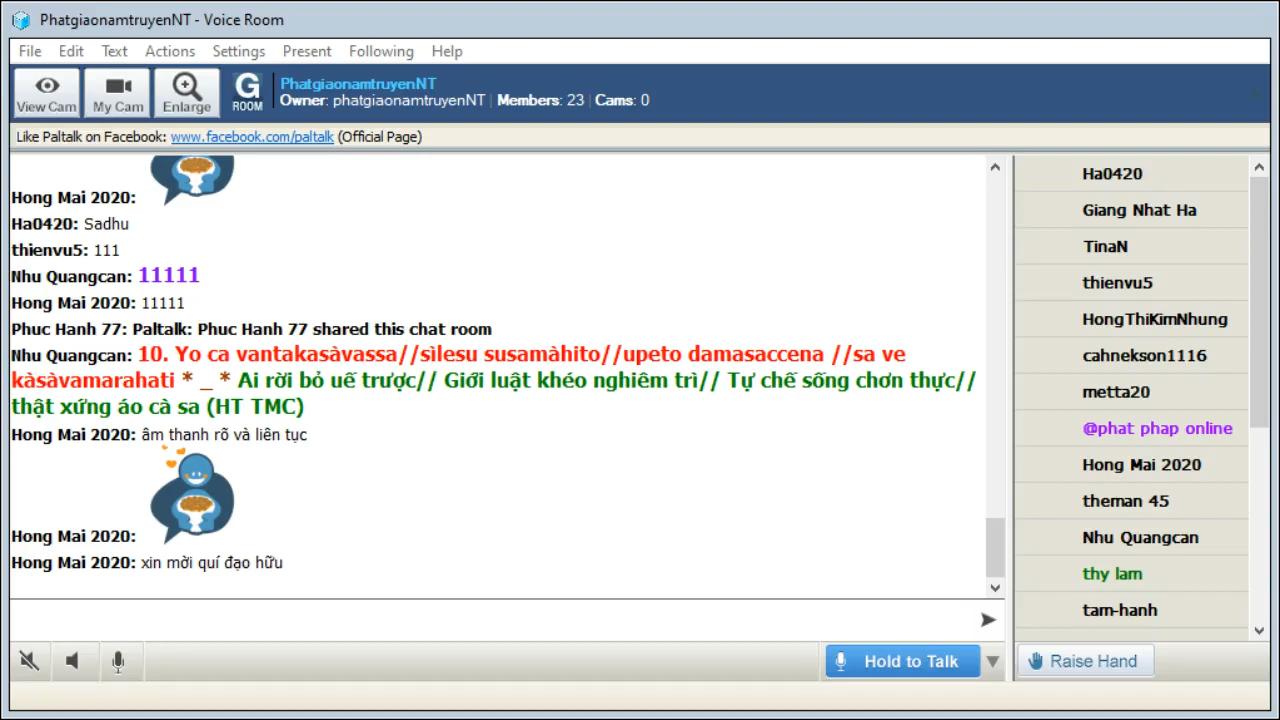 PhatgiaonamtruyenNT - Voice Room
File Edit Text Actions Settings Present Following Help
View Cam My Cam Enlarge G ROOM
PhatgiaonamtruyenNT
Owner: phatgiaonamtruyenNT | Members: 23 | Cams: 0
Like Paltalk on Facebook: www.facebook.com/paltalk (Official Page)
Hong Mai 2020:
Ha0420: Sadhu
thienvu5: 111
Nhu Quangcan: 11111
Hong Mai 2020: 11111
Phuc Hanh 77: Paltalk: Phuc Hanh 77 shared this chat room
Nhu Quangcan: 10. Yo ca vantakasàvassa//sìlesu susamàhito//upeto damasaccena //sa ve
kàsàvamarahati * _ * Ai rời bỏ uế trược// Giới luật khéo nghiêm trì// Tự chế sống chơn thực//
thật xứng áo cà sa (HT TMC)
Hong Mai 2020: âm thanh rõ và liên tục
Hong Mai 2020:
Hong Mai 2020: xin mời quí đạo hữu
Ha0420
Giang Nhat Ha
TinaN
thienvu5
HongThiKimNhung
cahnekson1116
metta20
@phat phap online
Hong Mai 2020
theman 45
Nhu Quangcan
thy lam
tam-hanh
Hold to Talk
Raise Hand